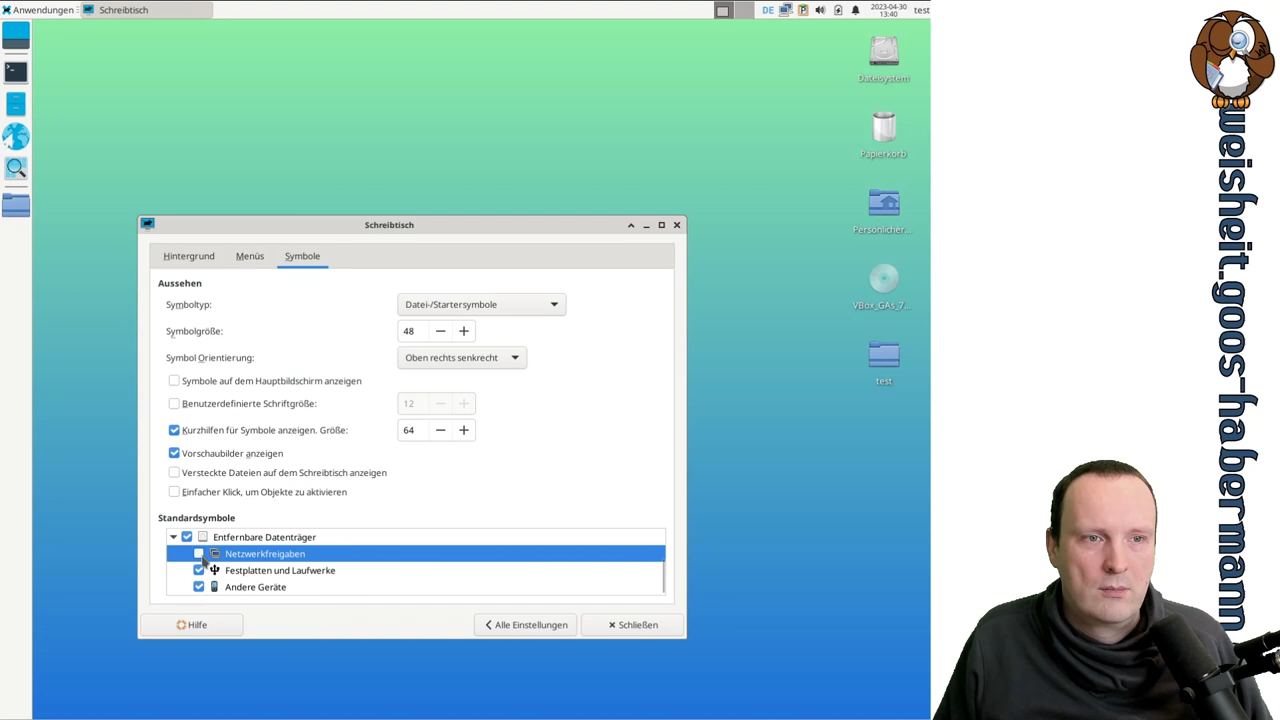 Anwendungen
Schreibtisch
DE
2023-04-30
13:40
test
Dateisystem
Papierkorb
Persönlicher...
VBox_GAs_7...
test
Schreibtisch
Hintergrund
Menüs
Symbole
Aussehen
Symboltyp:
Datei-/Startersymbole
Symbolgröße:
48
Symbol Orientierung:
Oben rechts senkrecht
Symbole auf dem Hauptbildschirm anzeigen
Benutzerdefinierte Schriftgröße:
12
Kurzhilfen für Symbole anzeigen. Größe:
64
Vorschaubilder anzeigen
Versteckte Dateien auf dem Schreibtisch anzeigen
Einfacher Klick, um Objekte zu aktivieren
Standardsymbole
Entfernbare Datenträger
Netzwerkfreigaben
Festplatten und Laufwerke
Andere Geräte
Hilfe
Alle Einstellungen
Schließen
weisheit.goos-habermann